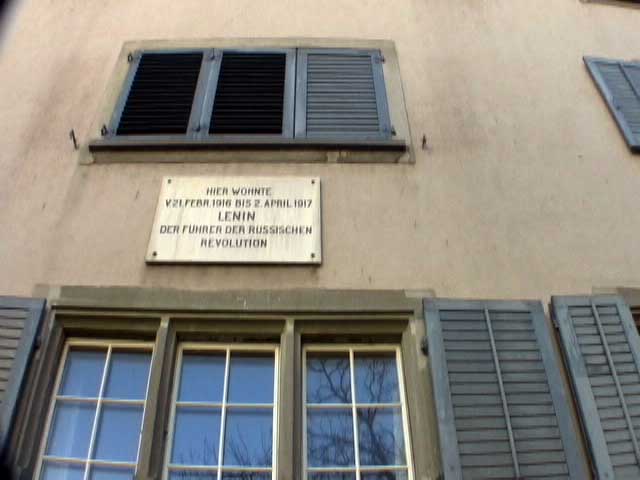 HIER WOHNTE
V.21.FEBR.1916 BIS 2.APRIL 1917
LENIN
DER FÜHRER DER RUSSISCHEN
REVOLUTION